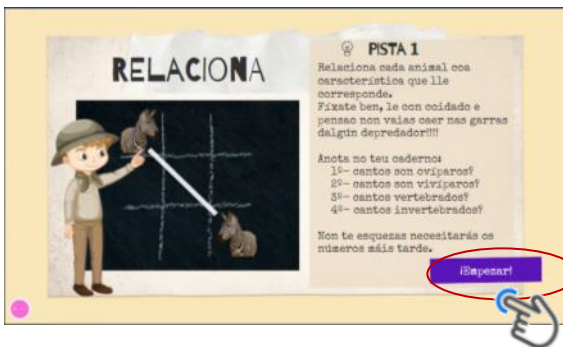 RELACIONA
PISTA 1
Relaciona cada animal coa
característica que lle
corresponde.
Fíxate ben, le con coidado e
pensao non vaias caer nas garras
dalgún depredador!!!!
Anota no teu caderno:
1º- cantos son ovíparos?
2º- cantos son vivíparos?
3º- cantos vertebrados?
4º- cantos invertebrados?
Non te esquezas necesitarás os
números máis tarde.
¡Empezar!